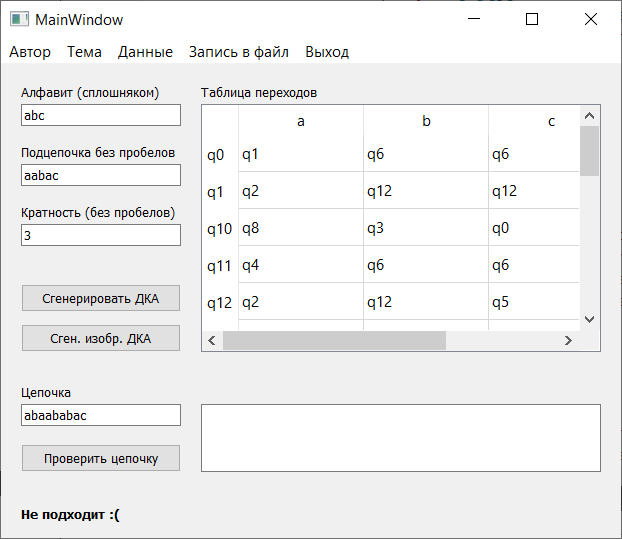 MainWindow
Автор Тема Данные Запись в файл Выход
Алфавит (сплошняком)
abc
Подцепочка без пробелов
aabac
Кратность (без пробелов)
3
Сгенерировать ДКА
Сген. изобр. ДКА
Таблица переходов
a b c
q0 q1 q6 q6
q1 q2 q12 q12
q10 q8 q3 q0
q11 q4 q6 q6
q12 q2 q12 q5
Цепочка
abaababac
Проверить цепочку
Не подходит :(